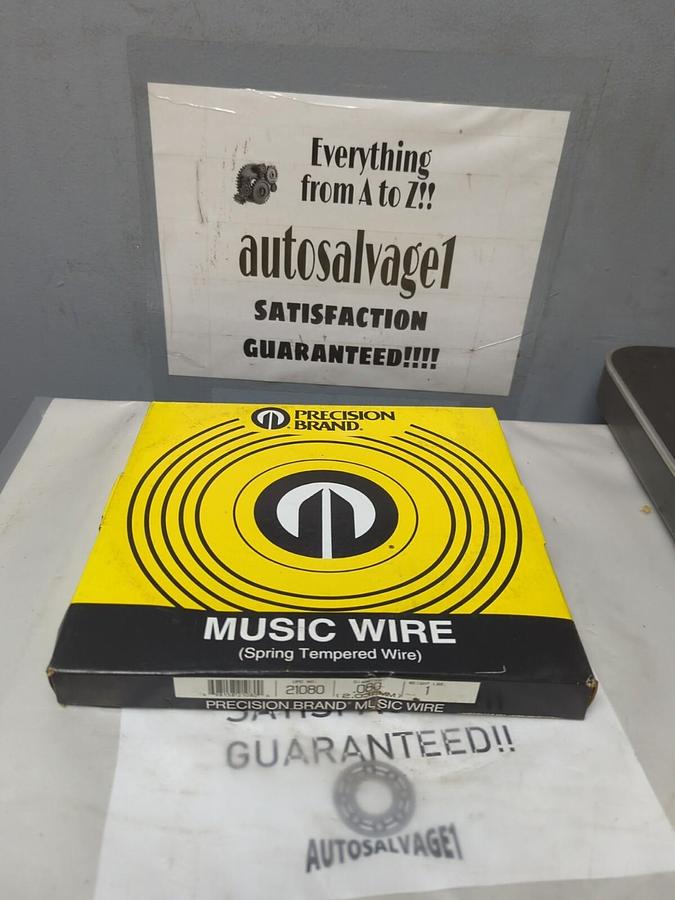 Everything
from A to Z!!
autosalvage1
SATISFACTION
GUARANTEED!!!!
PRECISION
BRAND.
MUSIC WIRE
(Spring Tempered Wire)
21080 .080 1
PRECISION BRAND® MUSIC WIRE
GUARANTEED!!
AUTOSALVAGE1